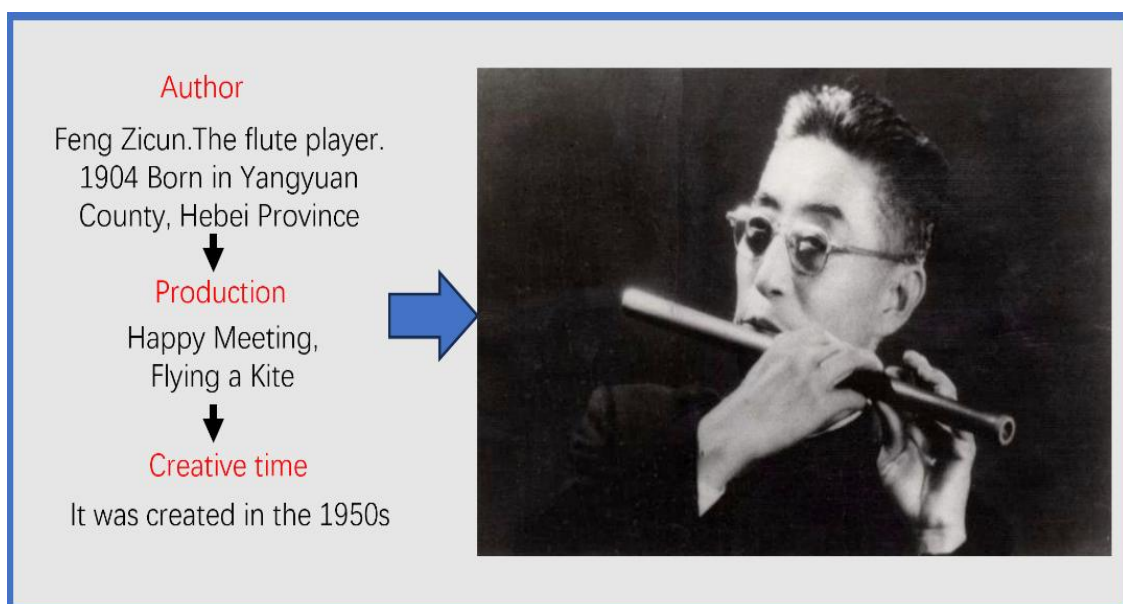 Author
Feng Zicun.The flute player.
1904 Born in Yangyuan
County, Hebei Province
Production
Happy Meeting,
Flying a Kite
Creative time
It was created in the 1950s